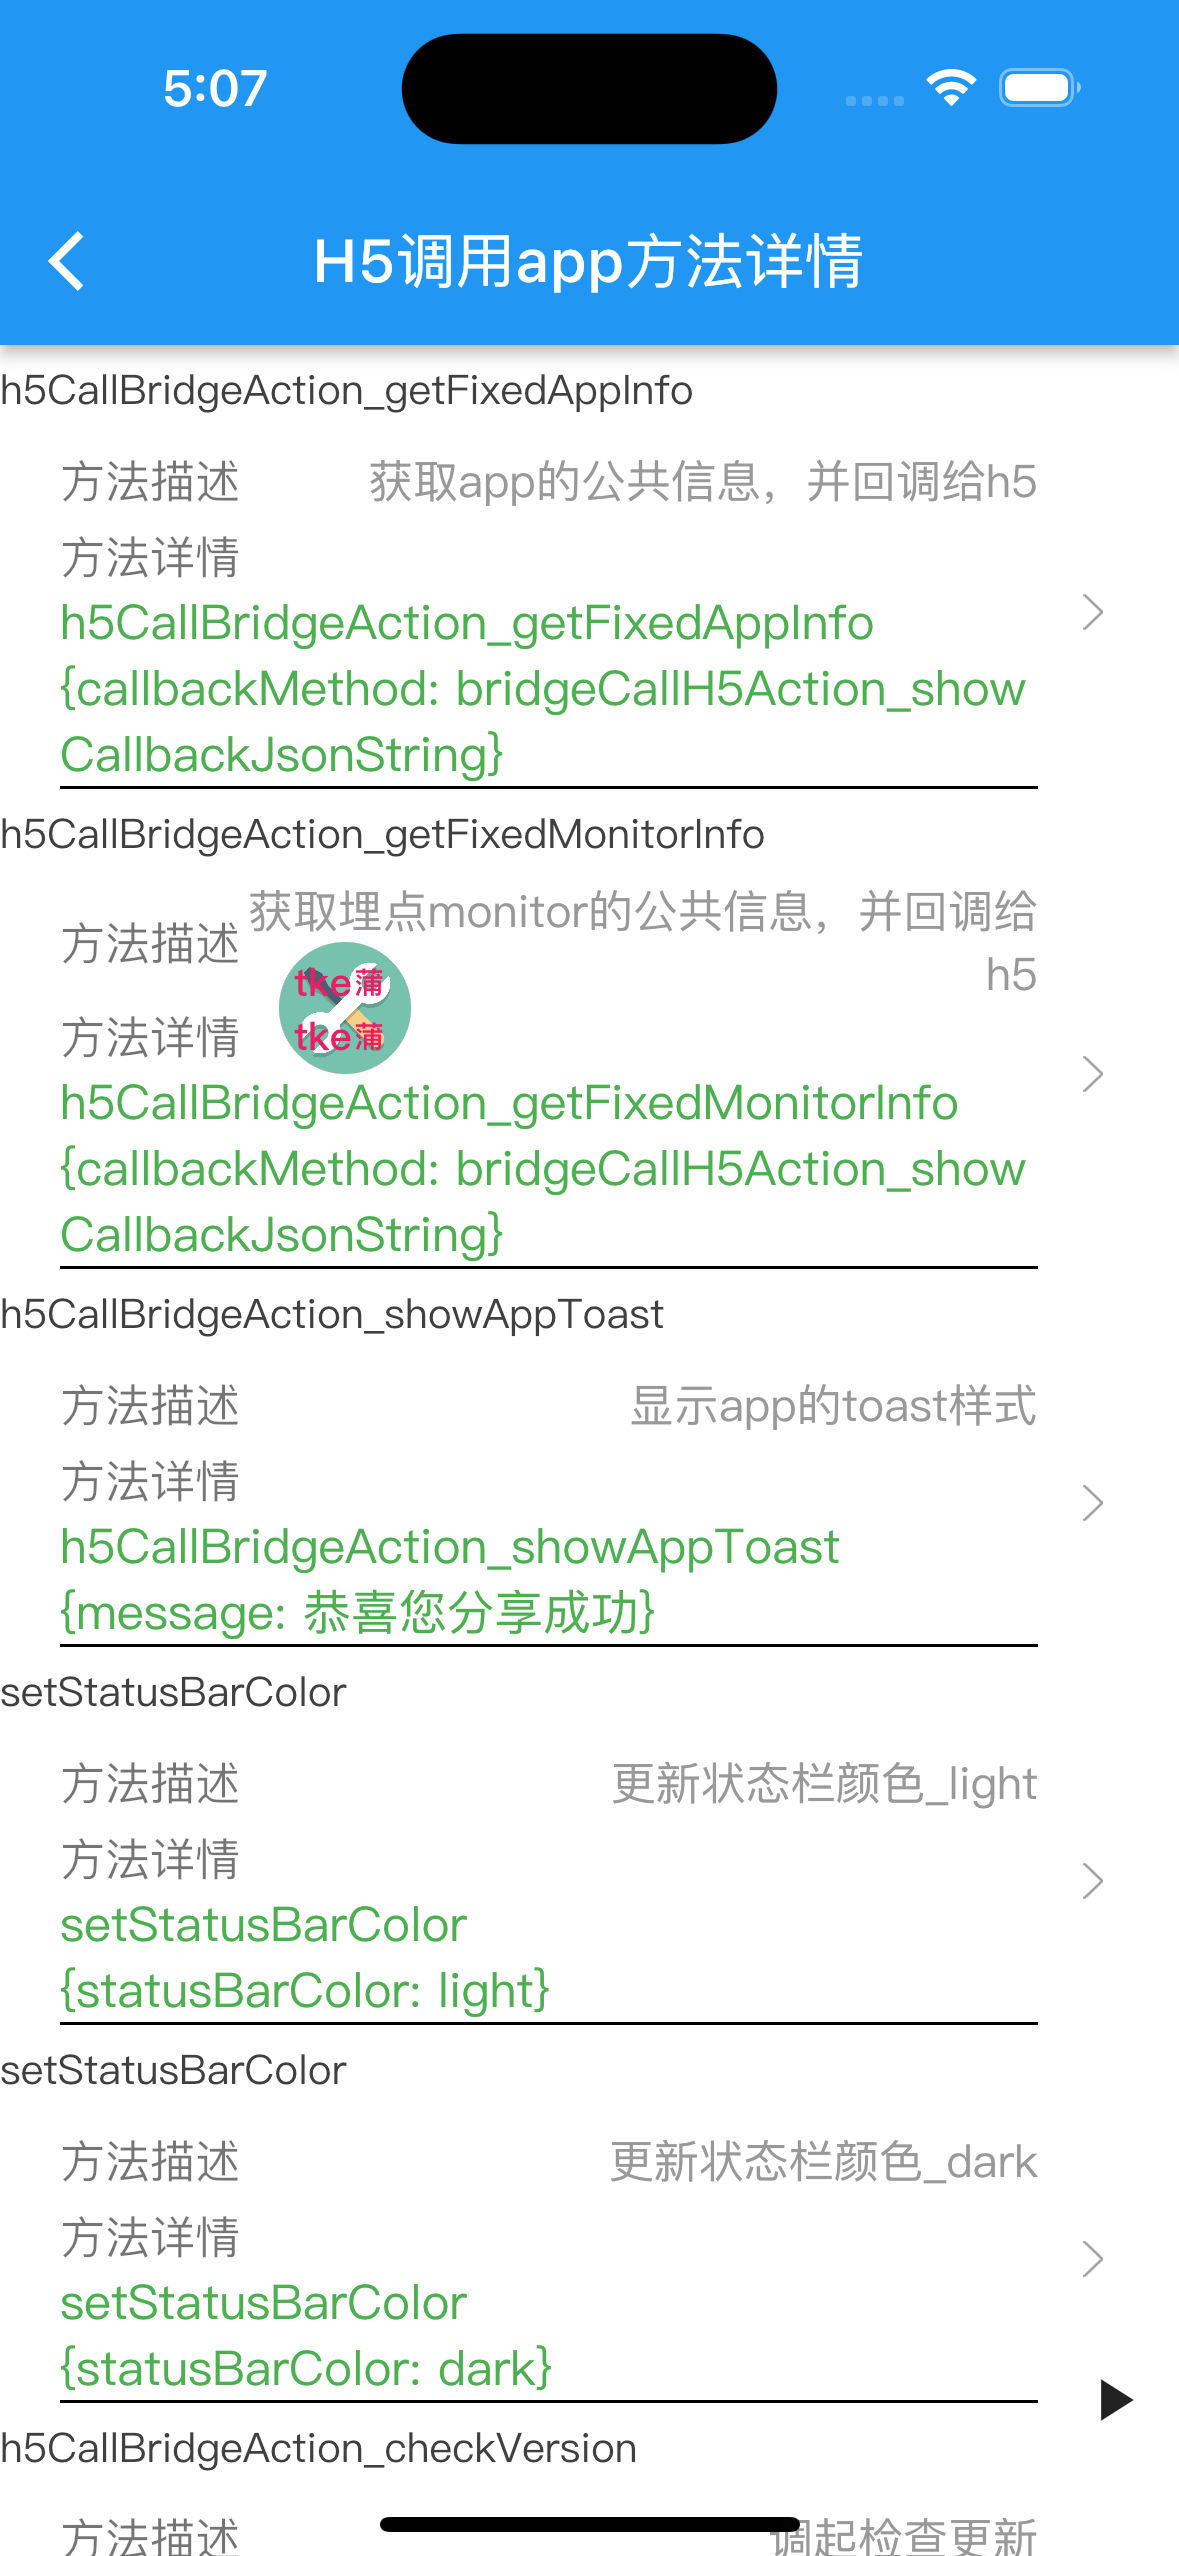 5:07
H5调用app方法详情
h5CallBridgeAction_getFixedAppInfo
方法描述 获取app的公共信息，并回调给h5
方法详情
h5CallBridgeAction_getFixedAppInfo
{callbackMethod: bridgeCallH5Action_show
CallbackJsonString}
h5CallBridgeAction_getFixedMonitorInfo
方法描述 获取埋点monitor的公共信息，并回调给
h5
tke蒲
tke蒲
方法详情
h5CallBridgeAction_getFixedMonitorInfo
{callbackMethod: bridgeCallH5Action_show
CallbackJsonString}
h5CallBridgeAction_showAppToast
方法描述 显示app的toast样式
方法详情
h5CallBridgeAction_showAppToast
{message: 恭喜您分享成功}
setStatusBarColor
方法描述 更新状态栏颜色_light
方法详情
setStatusBarColor
{statusBarColor: light}
setStatusBarColor
方法描述 更新状态栏颜色_dark
方法详情
setStatusBarColor
{statusBarColor: dark}
h5CallBridgeAction_checkVersion
方法描述 调起检查更新